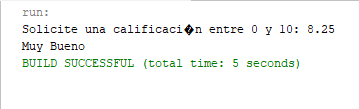 run:
Solicite una calificaci�n entre 0 y 10: 8.25
Muy Bueno
BUILD SUCCESSFUL (total time: 5 seconds)